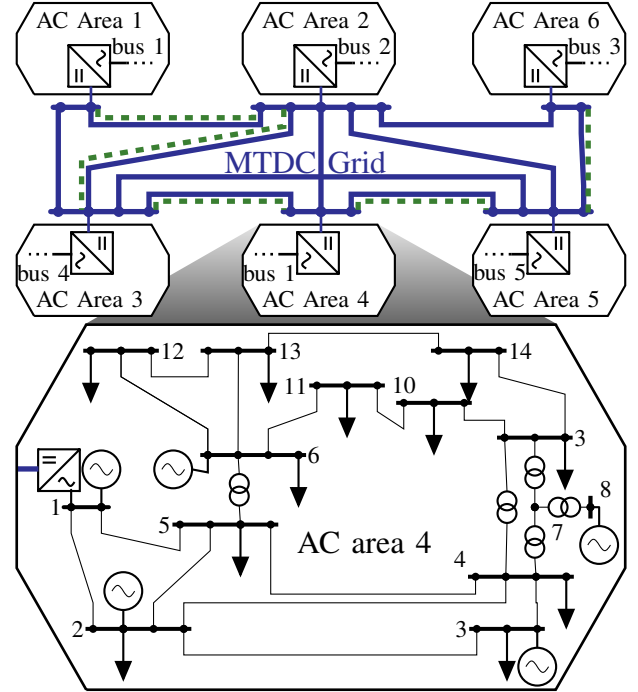 AC Area 1
AC Area 2
AC Area 6
bus 1
bus 2
bus 3
MTDC Grid
bus 4
bus 1
bus 5
AC Area 3
AC Area 4
AC Area 5
12
13
14
11
10
6
3
8
1
5
7
AC area 4
4
2
3